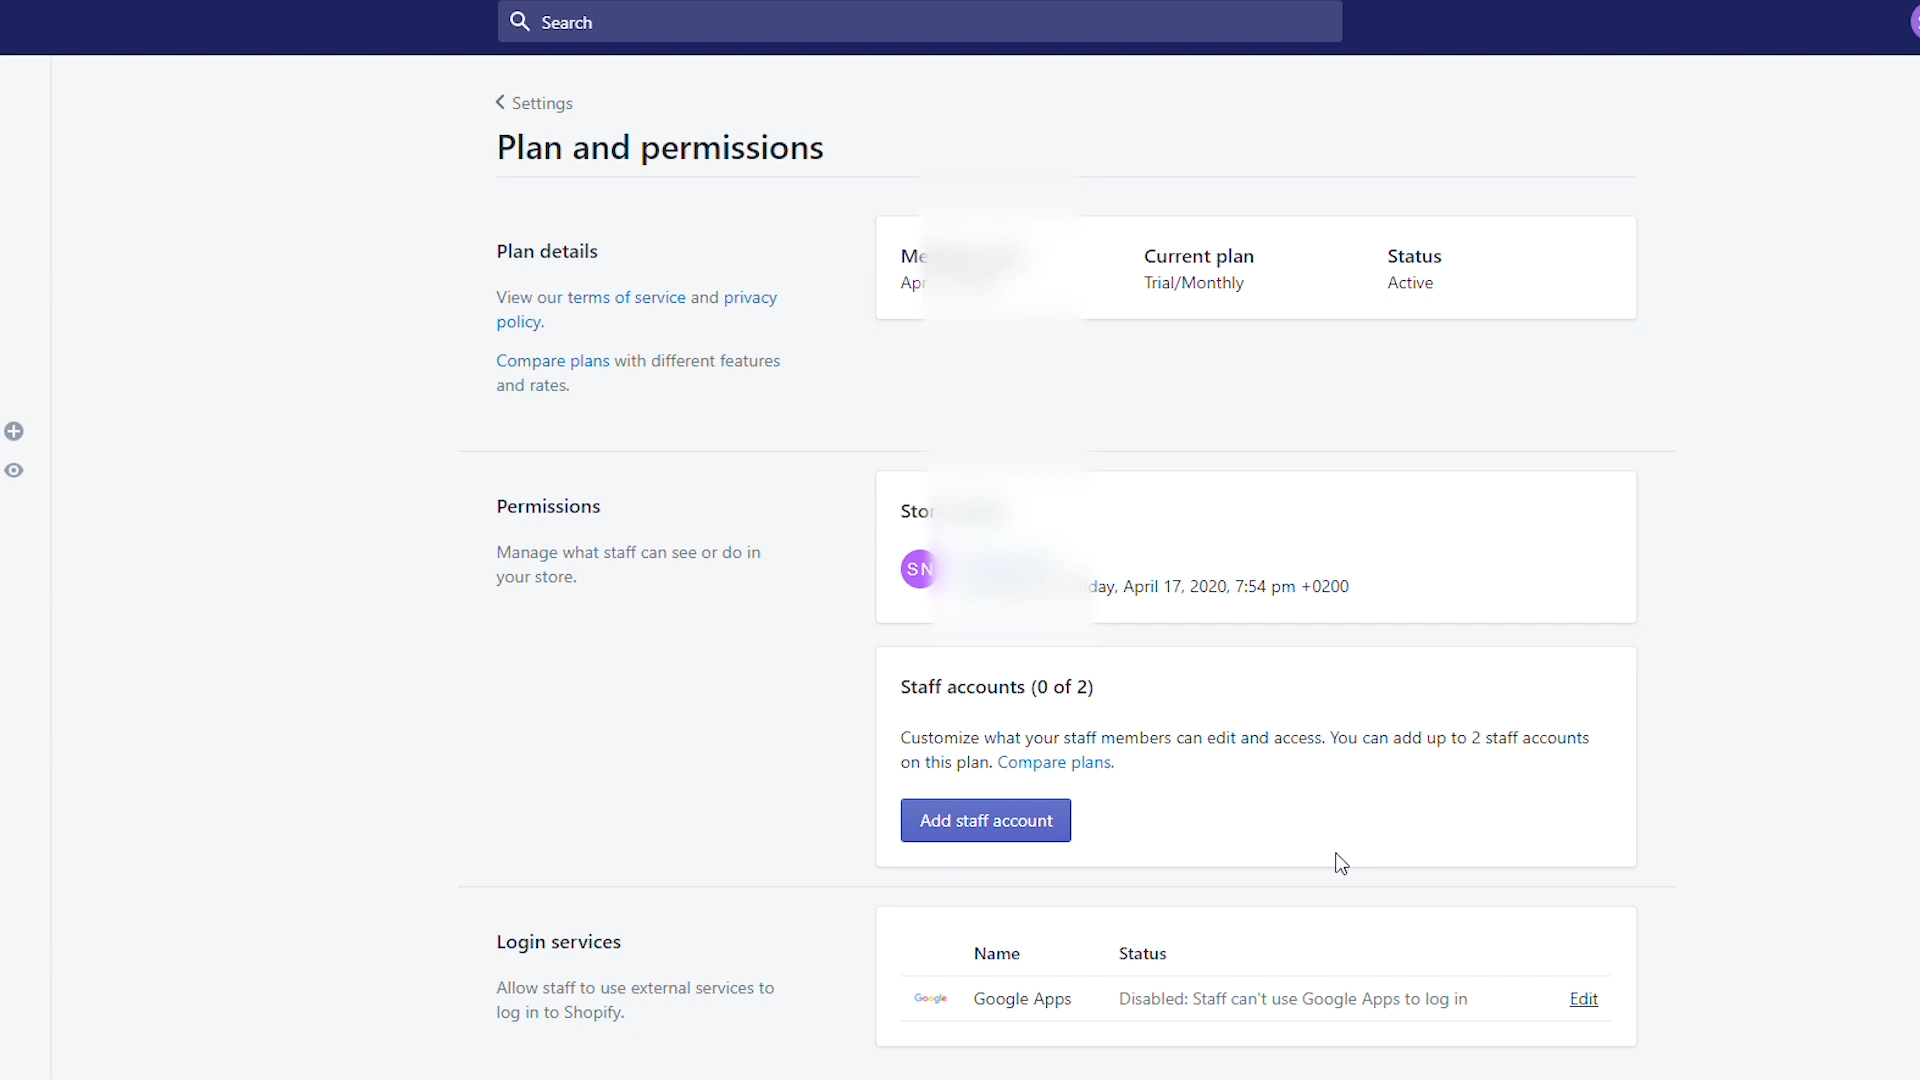 Search
Settings
Plan and permissions
Plan details
View our terms of service and privacy
policy.
Compare plans with different features
and rates.
Current plan
Trial/Monthly
Status
Active
Permissions
Manage what staff can see or do in
your store.
SN
April 17, 2020, 7:54 pm +0200
Staff accounts (0 of 2)
Customize what your staff members can edit and access. You can add up to 2 staff accounts
on this plan. Compare plans.
Add staff account
Login services
Allow staff to use external services to
log in to Shopify.
Name Status
Google Google Apps Disabled: Staff can't use Google Apps to log in Edit